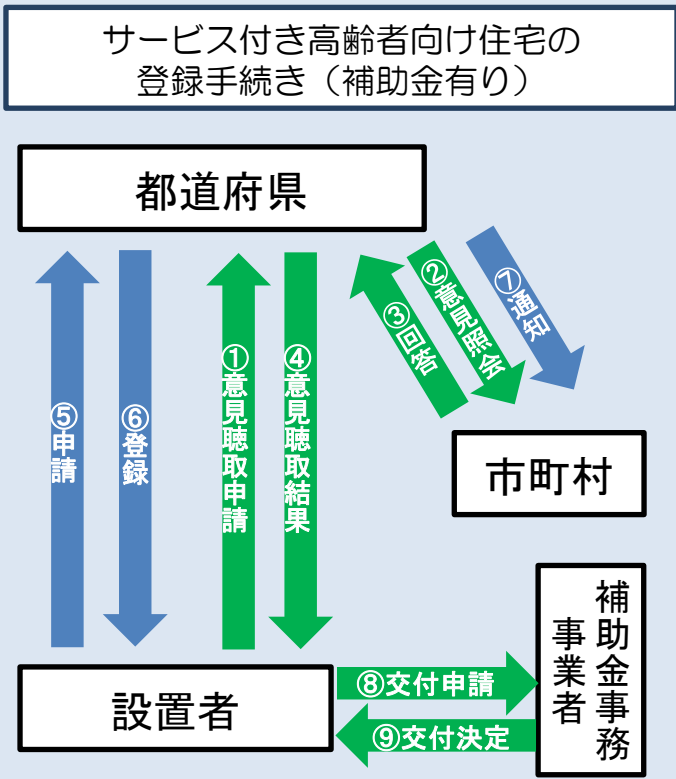 サービス付き高齢者向け住宅の
登録手続き（補助金有り）
都道府県
⑤申請
⑥登録
①意見聴取申請
④意見聴取結果
③回答
②意見照会
⑦通知
市町村
設置者
⑧交付申請
⑨交付決定
補助金事務
事業者